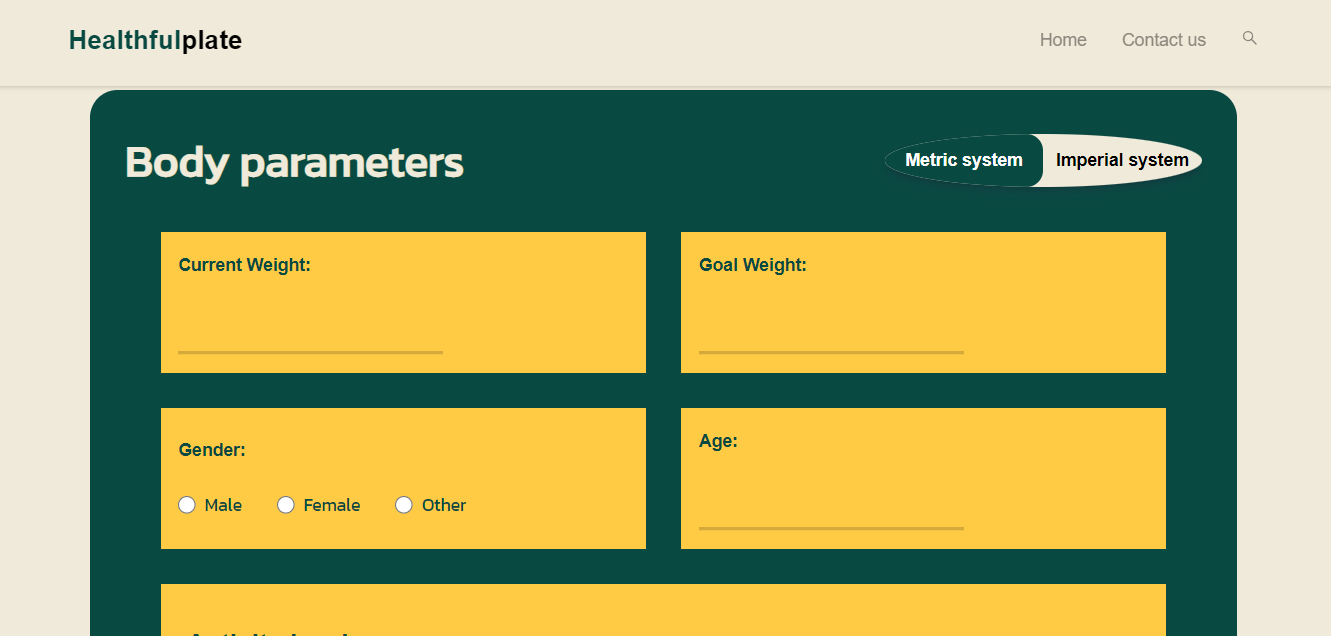 Healthfulplate
Home
Contact us
Body parameters
Metric system
Imperial system
Current Weight:
Goal Weight:
Gender:
Male
Female
Other
Age: